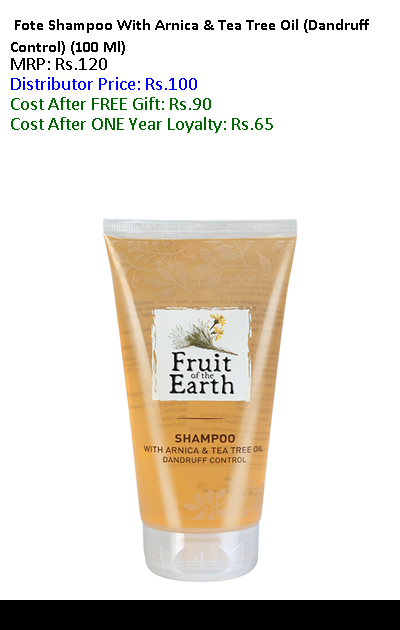 Fote Shampoo With Arnica & Tea Tree Oil (Dandruff
Control) (100 Ml)
MRP: Rs.120
Distributor Price: Rs.100
Cost After FREE Gift: Rs.90
Cost After ONE Year Loyalty: Rs.65
Fruit
of the
Earth
SHAMPOO
WITH ARNICA & TEA TREE OIL
DANDRUFF CONTROL